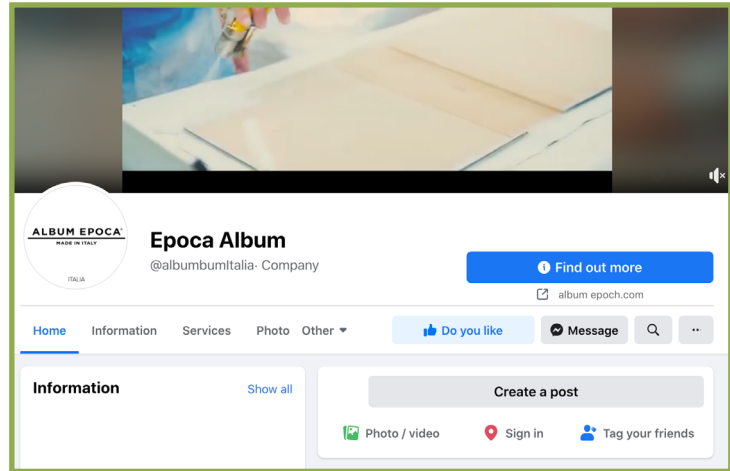 ALBUM EPOCA®
MADE IN ITALY
ITALIA
Epoca Album
@albumbumItalia· Company
Find out more
album epoch.com
Home Information Services Photo Other Do you like Message
Information Show all
Create a post
Photo / video Sign in Tag your friends